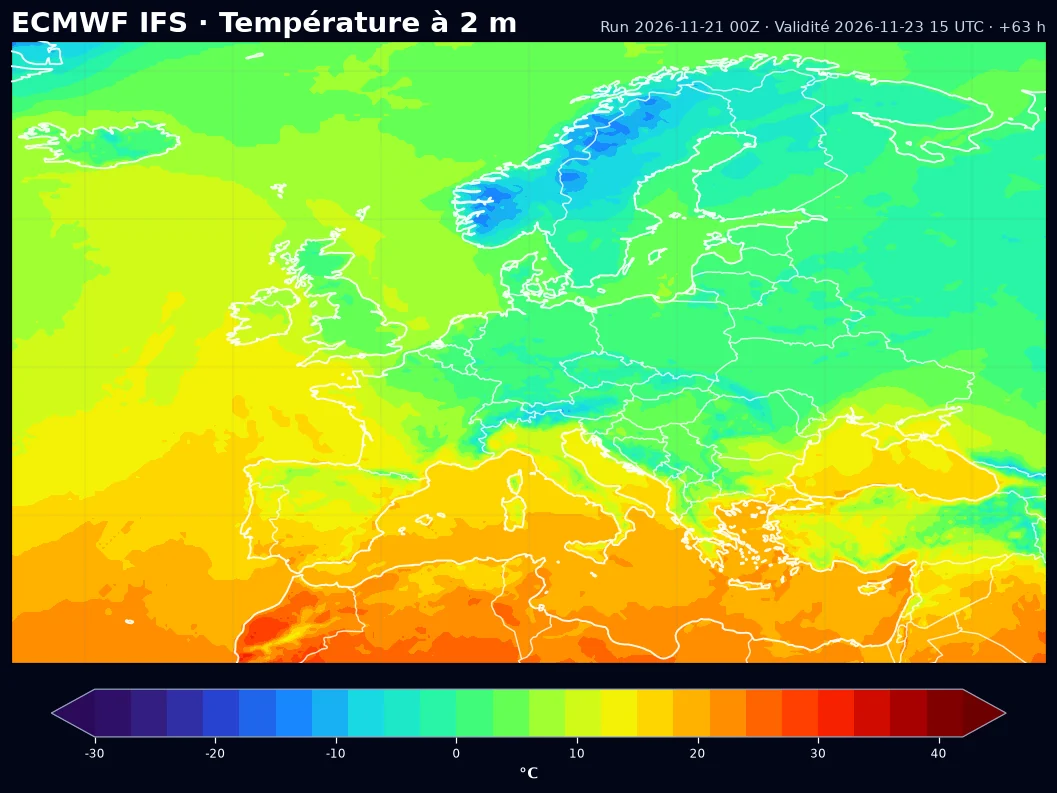 ECMWF IFS · Température à 2 m
Run 2026-11-21 00Z · Validité 2026-11-23 15 UTC · +63 h
-30 -20 -10 0 10 20 30 40
°C